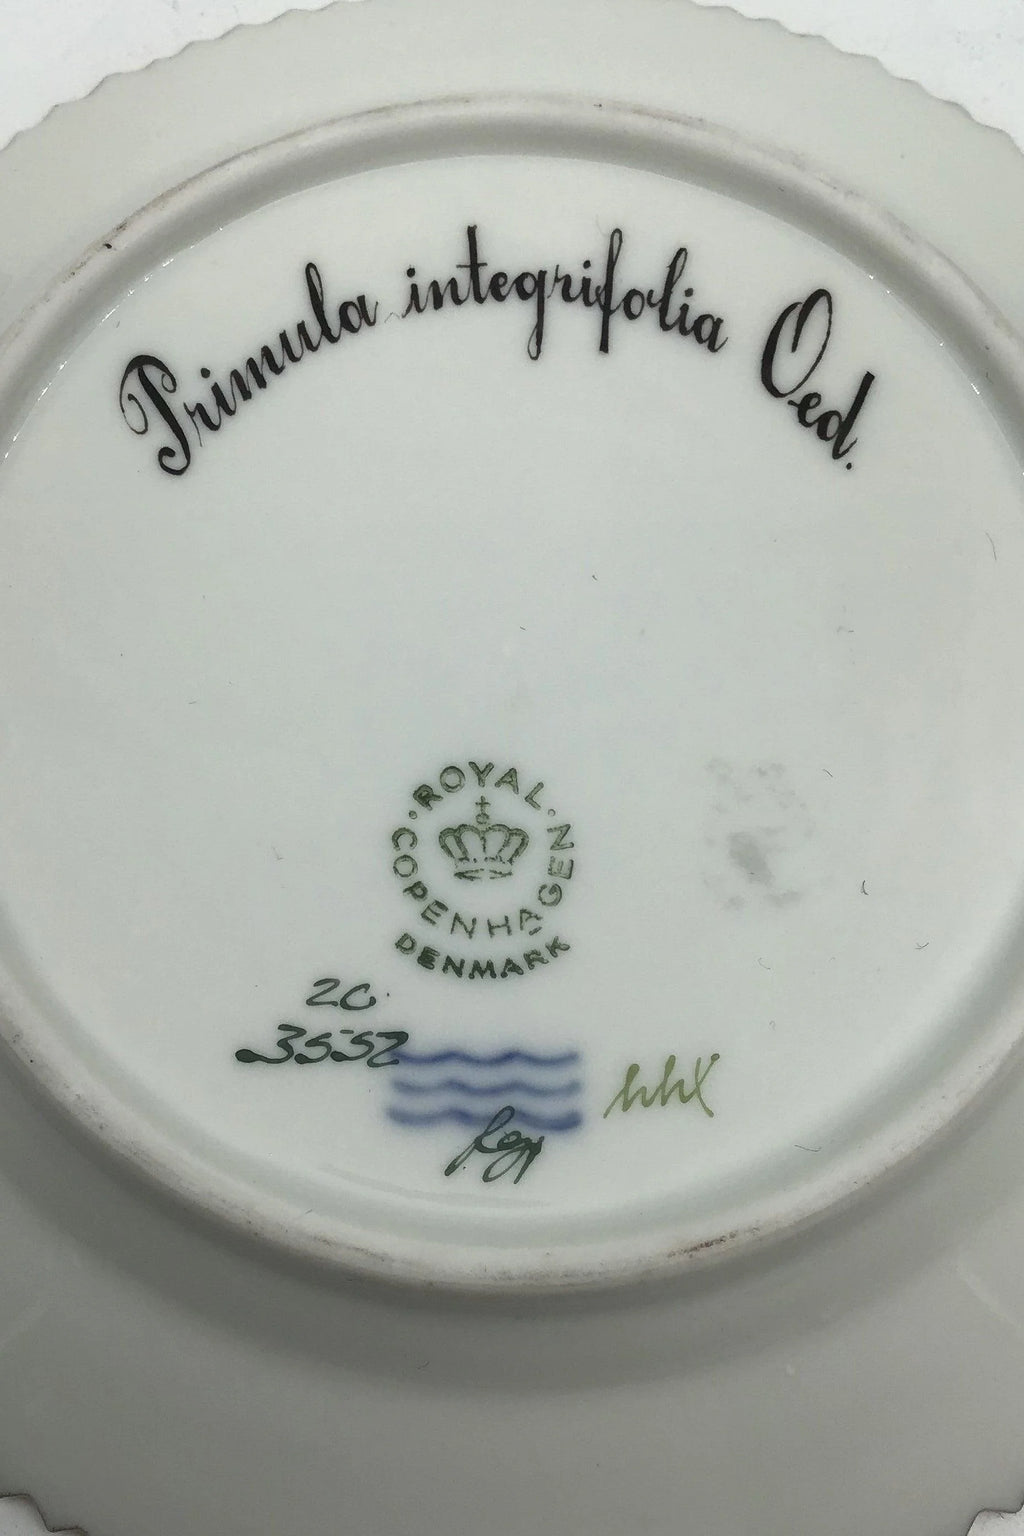 Primula integrifolia Oed.
ROYAL
COPENHAGEN
DENMARK
20
3552